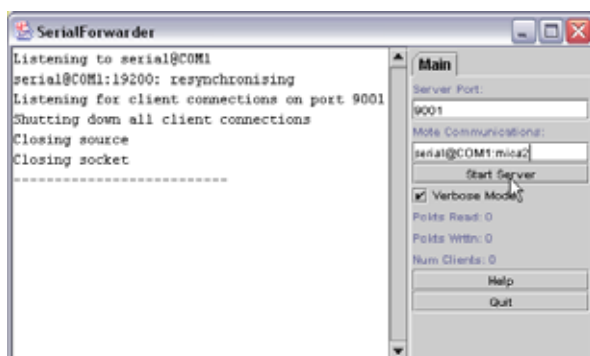 SerialForwarder
Listening to serial@COM1
serial@COM1:19200: resynchronising
Listening for client connections on port 9001
Shutting down all client connections
Closing source
Closing socket
---------------------------
Main
Server Port:
9001
Mote Communications:
serial@COM1:mica2
Start Server
Verbose Mode
Pckts Read: 0
Pckts Wrttn: 0
Num Clients: 0
Help
Quit